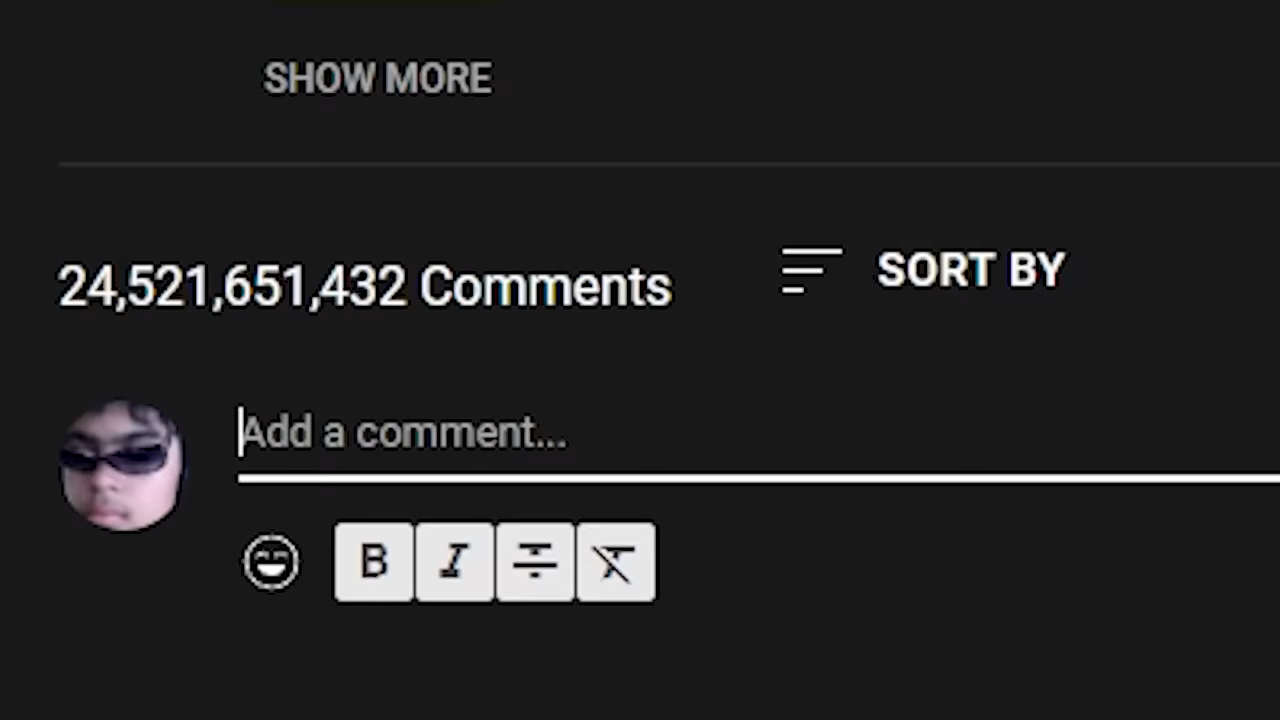 SHOW MORE
24,521,651,432 Comments
SORT BY
Add a comment...
B I